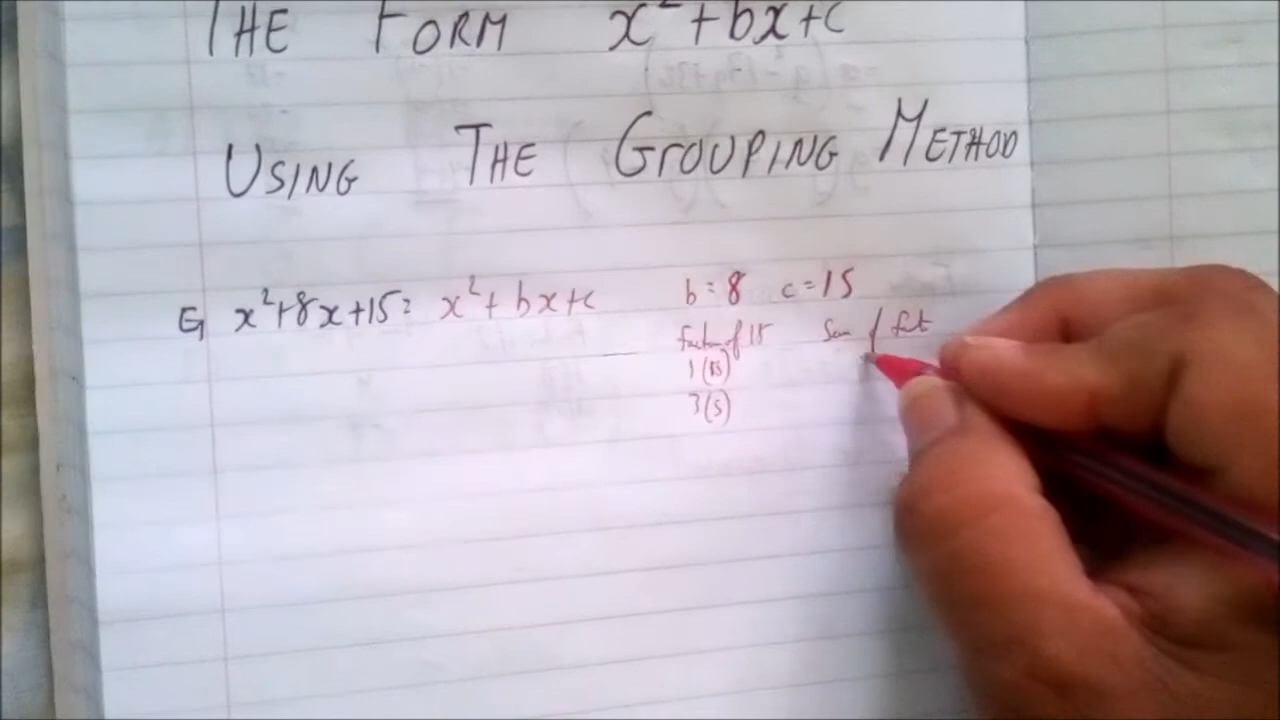 THE FORM x²+bx+c
USING THE GROUPING METHOD
Eg x²+8x+15= x²+bx+c
b=8 c=15
factors of 15 Sum of fact
1(15)
3(5)